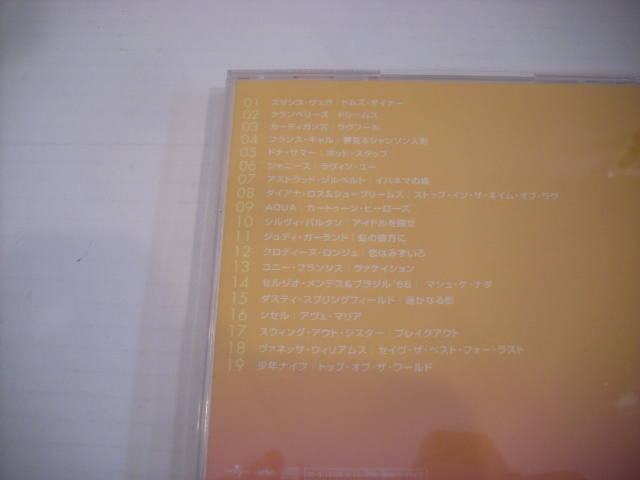 01 スザンヌ・ヴェガ | トムズ・ダイナー
02 クランベリーズ | ドリームス
03 カーディガンズ | ラヴフール
04 フランス・ギャル | 夢見るシャンソン人形
05 ドナ・サマー | ホット・スタッフ
06 シャニース | ラヴィン・ユー
07 アストラッド・ジルベルト | イパネマの娘
08 ダイアナ・ロス&シュープリームス | ストップ・イン・ザ・ネイム・オブ・ラヴ
09 AQUA | カートゥーン・ヒーローズ
10 シルヴィ・バルタン | アイドルを探せ
11 ジュディ・ガーランド | 虹の彼方に
12 クロディーヌ・ロンジェ | 恋はみずいろ
13 コニー・フランシス | ヴァケイション
14 セルジオ・メンデス&ブラジル'66 | マシュ・ケ・ナダ
15 ダスティ・スプリングフィールド | 遥かなる影
16 シセル | アヴェ・マリア
17 スウィング・アウト・シスター | ブレイクアウト
18 ヴァネッサ・ウィリアムス | セイヴ・ザ・ベスト・フォー・ラスト
19 少年ナイフ | トップ・オブ・ザ・ワールド